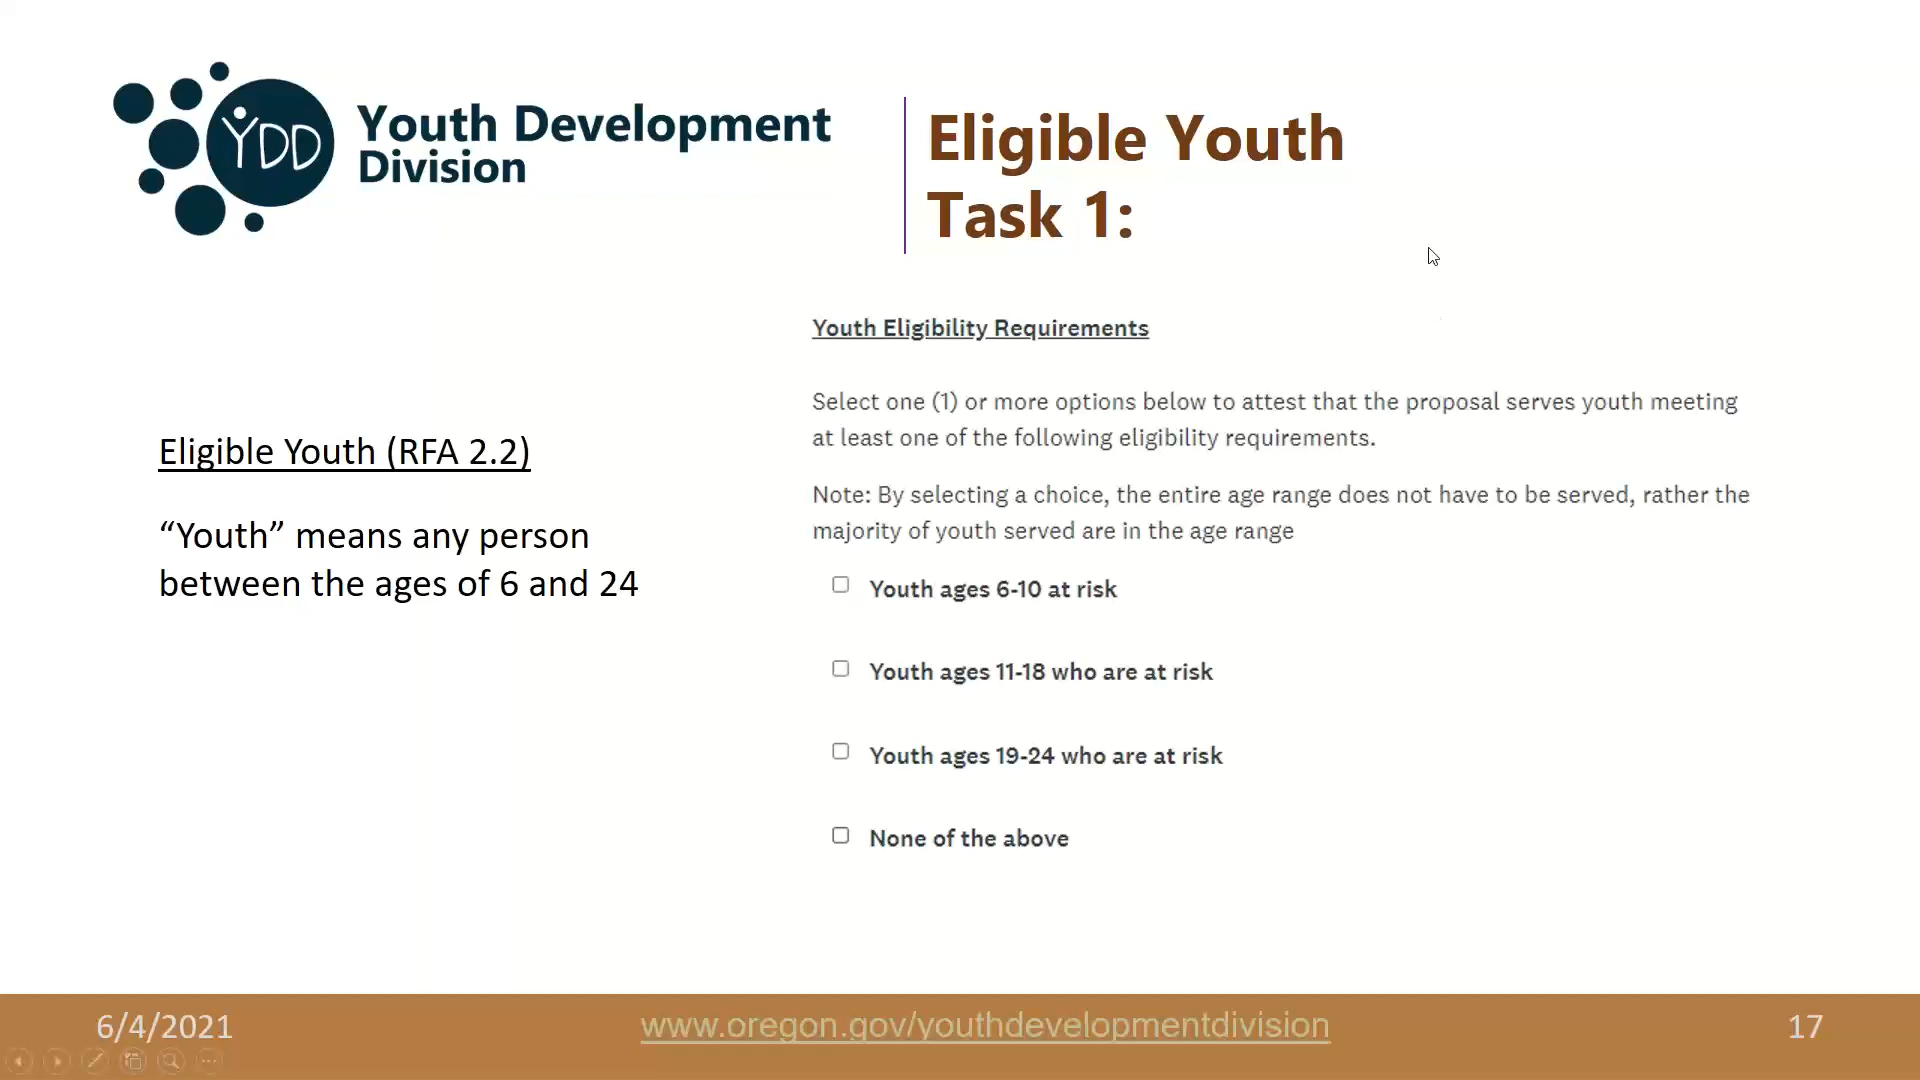 YDD
Youth Development
Division
Eligible Youth
Task 1:
Eligible Youth (RFA 2.2)
“Youth” means any person
between the ages of 6 and 24
Youth Eligibility Requirements
Select one (1) or more options below to attest that the proposal serves youth meeting
at least one of the following eligibility requirements.
Note: By selecting a choice, the entire age range does not have to be served, rather the
majority of youth served are in the age range
Youth ages 6-10 at risk
Youth ages 11-18 who are at risk
Youth ages 19-24 who are at risk
None of the above
6/4/2021
www.oregon.gov/youthdevelopmentdivision
17